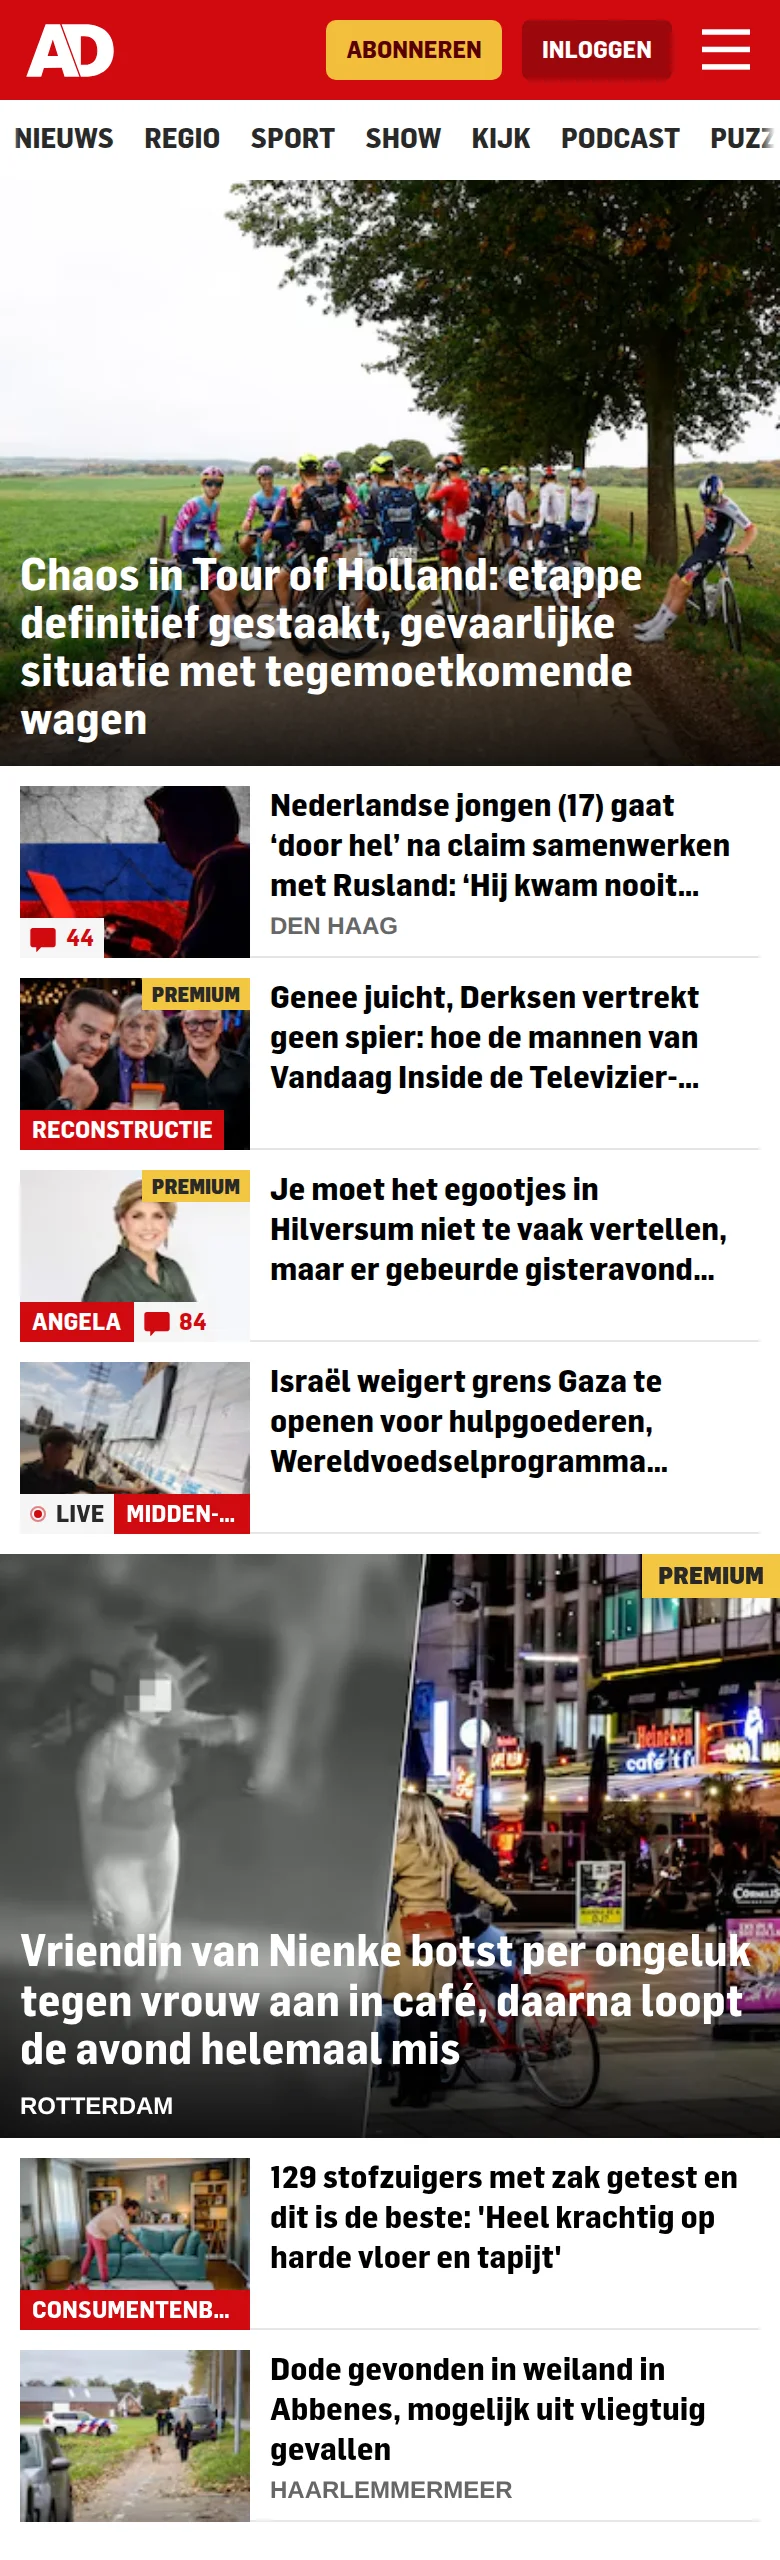 AD
ABONNEREN
INLOGGEN
NIEUWS REGIO SPORT SHOW KIJK PODCAST PUZZ
Chaos in Tour of Holland: etappe
definitief gestaakt, gevaarlijke
situatie met tegemoetkomende
wagen
Nederlandse jongen (17) gaat
‘door hel’ na claim samenwerken
met Rusland: ‘Hij kwam nooit...
DEN HAAG
44
PREMIUM
RECONSTRUCTIE
Genee juicht, Derksen vertrekt
geen spier: hoe de mannen van
Vandaag Inside de Televizier-...
PREMIUM
ANGELA
84
Je moet het egootjes in
Hilversum niet te vaak vertellen,
maar er gebeurde gisteravond...
LIVE
MIDDEN-...
Israël weigert grens Gaza te
openen voor hulpgoederen,
Wereldvoedselprogramma...
PREMIUM
Heineken
café
CORNELIS
Vriendin van Nienke botst per ongeluk
tegen vrouw aan in café, daarna loopt
de avond helemaal mis
ROTTERDAM
CONSUMENTENB...
129 stofzuigers met zak getest en
dit is de beste: 'Heel krachtig op
harde vloer en tapijt'
Dode gevonden in weiland in
Abbenes, mogelijk uit vliegtuig
gevallen
HAARLEMMERMEER